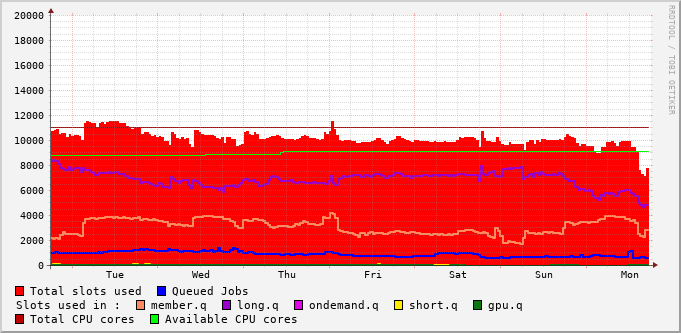 20000
18000
16000
14000
12000
10000
8000
6000
4000
2000
0
Tue Wed Thu Fri Sat Sun Mon
RRDTOOL / TOBI OETIKER
Total slots used Queued Jobs
Slots used in : member.q long.q ondemand.q short.q gpu.q
Total CPU cores Available CPU cores